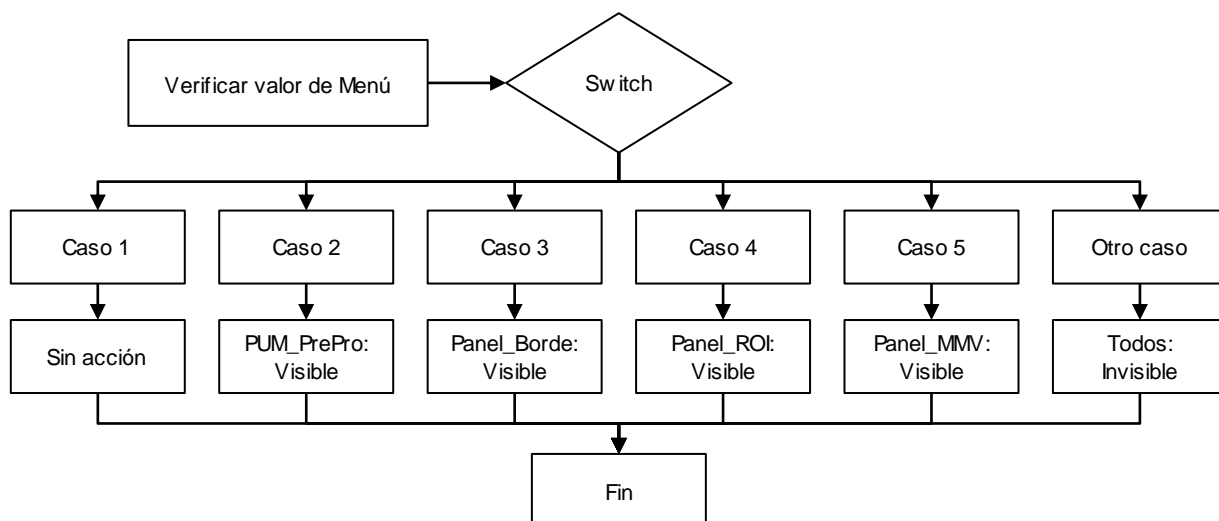 Verificar valor de Menú
Switch
Caso 1
Caso 2
Caso 3
Caso 4
Caso 5
Otro caso
Sin acción
PUM_PrePro:
Visible
Panel_Borde:
Visible
Panel_ROI:
Visible
Panel_MMV:
Visible
Todos:
Invisible
Fin